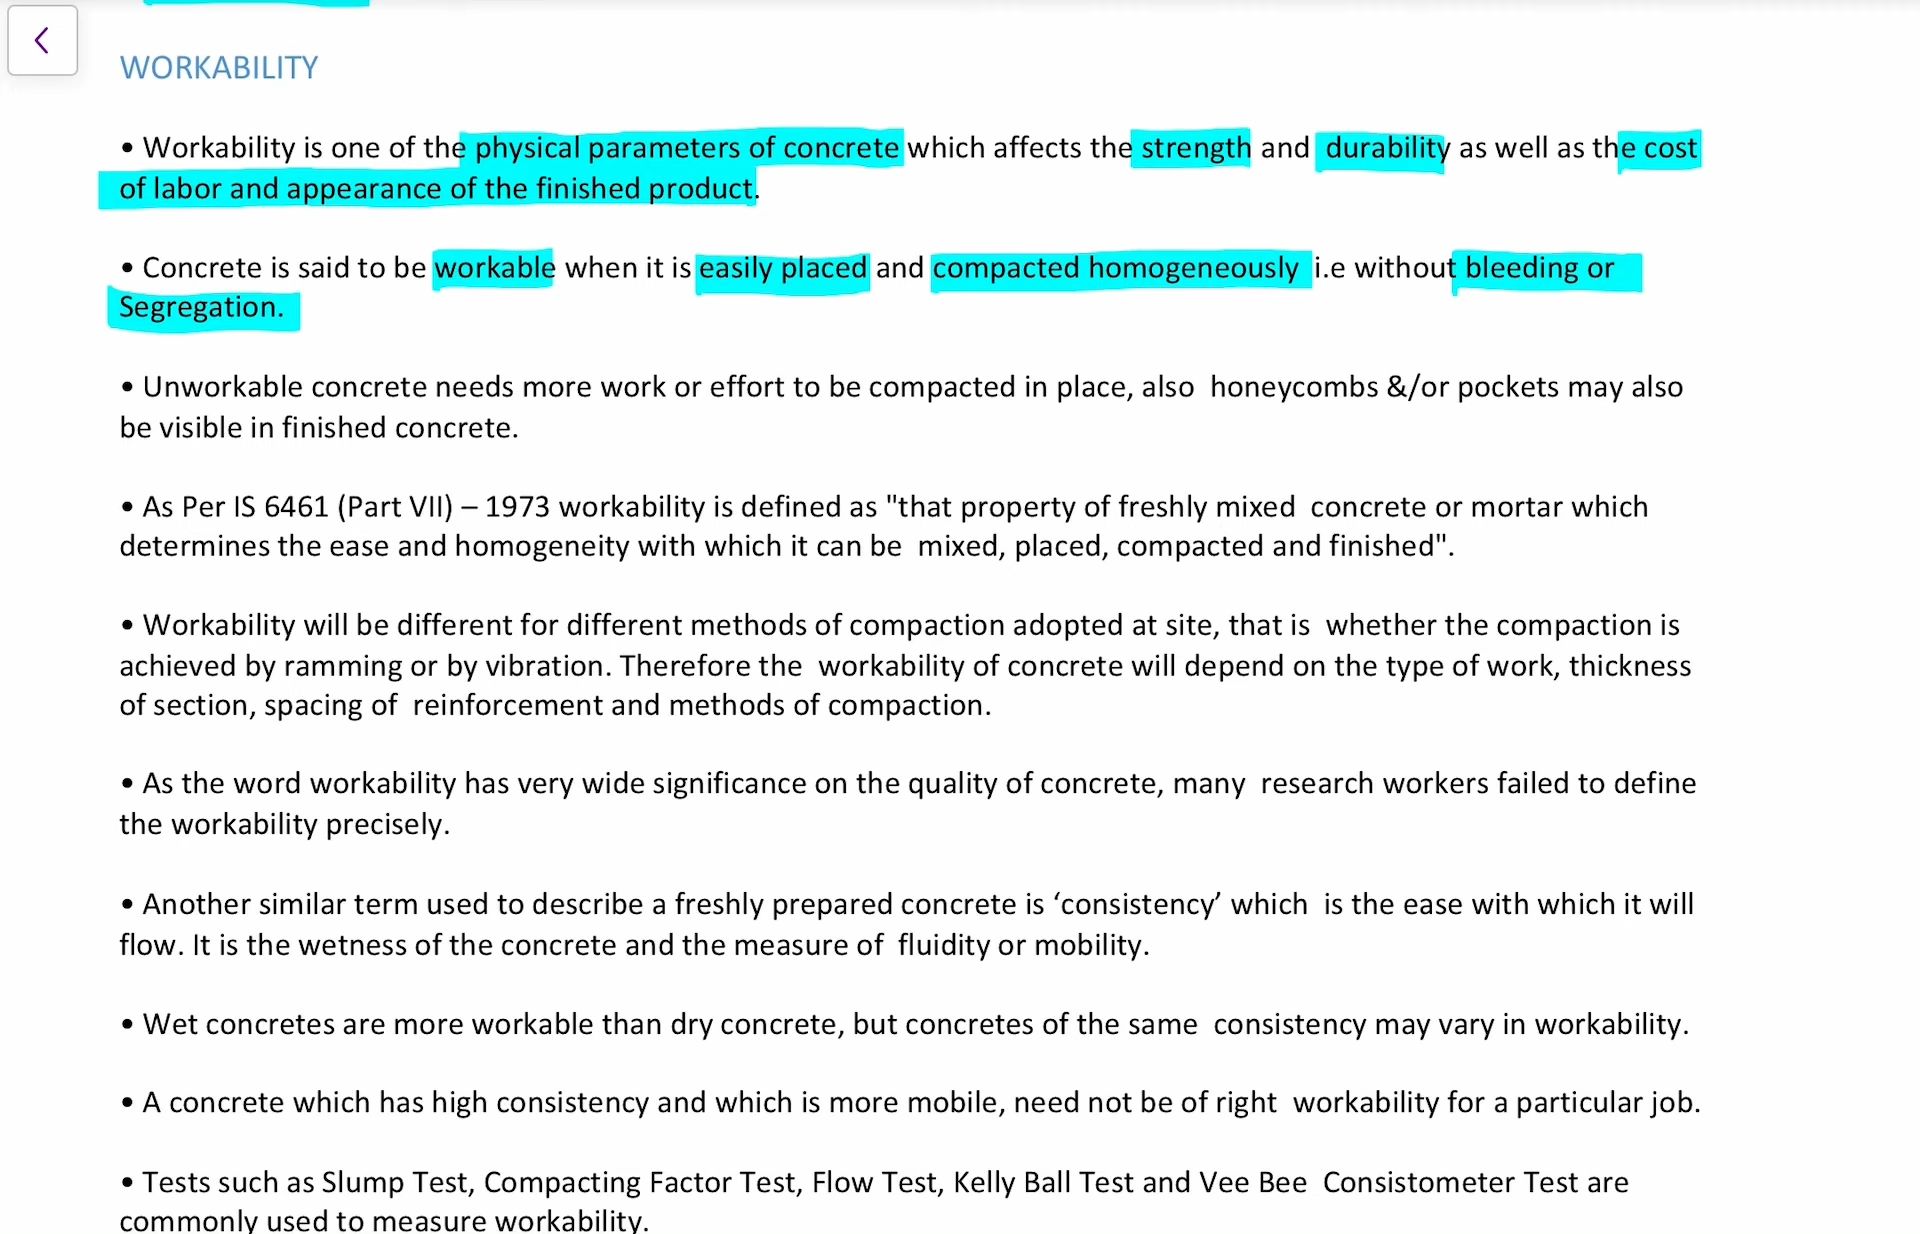 WORKABILITY
• Workability is one of the physical parameters of concrete which affects the strength and durability as well as the cost
of labor and appearance of the finished product.
• Concrete is said to be workable when it is easily placed and compacted homogeneously i.e without bleeding or
Segregation.
• Unworkable concrete needs more work or effort to be compacted in place, also honeycombs &/or pockets may also
be visible in finished concrete.
• As Per IS 6461 (Part VII) – 1973 workability is defined as "that property of freshly mixed concrete or mortar which
determines the ease and homogeneity with which it can be mixed, placed, compacted and finished".
• Workability will be different for different methods of compaction adopted at site, that is whether the compaction is
achieved by ramming or by vibration. Therefore the workability of concrete will depend on the type of work, thickness
of section, spacing of reinforcement and methods of compaction.
• As the word workability has very wide significance on the quality of concrete, many research workers failed to define
the workability precisely.
• Another similar term used to describe a freshly prepared concrete is ‘consistency’ which is the ease with which it will
flow. It is the wetness of the concrete and the measure of fluidity or mobility.
• Wet concretes are more workable than dry concrete, but concretes of the same consistency may vary in workability.
• A concrete which has high consistency and which is more mobile, need not be of right workability for a particular job.
• Tests such as Slump Test, Compacting Factor Test, Flow Test, Kelly Ball Test and Vee Bee Consistometer Test are
commonly used to measure workability.